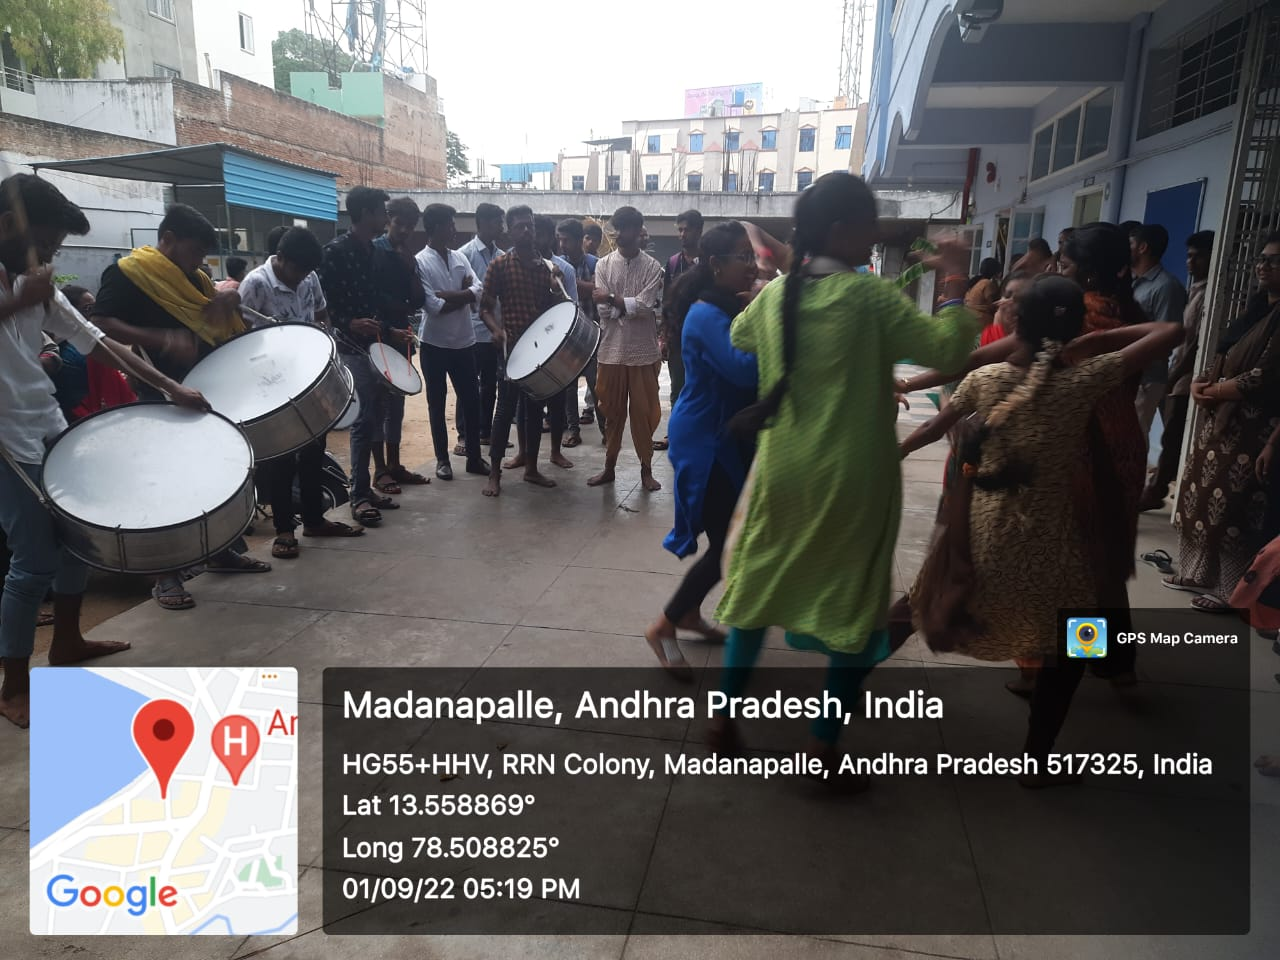 GPS Map Camera
Madanapalle, Andhra Pradesh, India
HG55+HHV, RRN Colony, Madanapalle, Andhra Pradesh 517325, India
Lat 13.558869°
Long 78.508825°
01/09/22 05:19 PM
H
Ar
Google